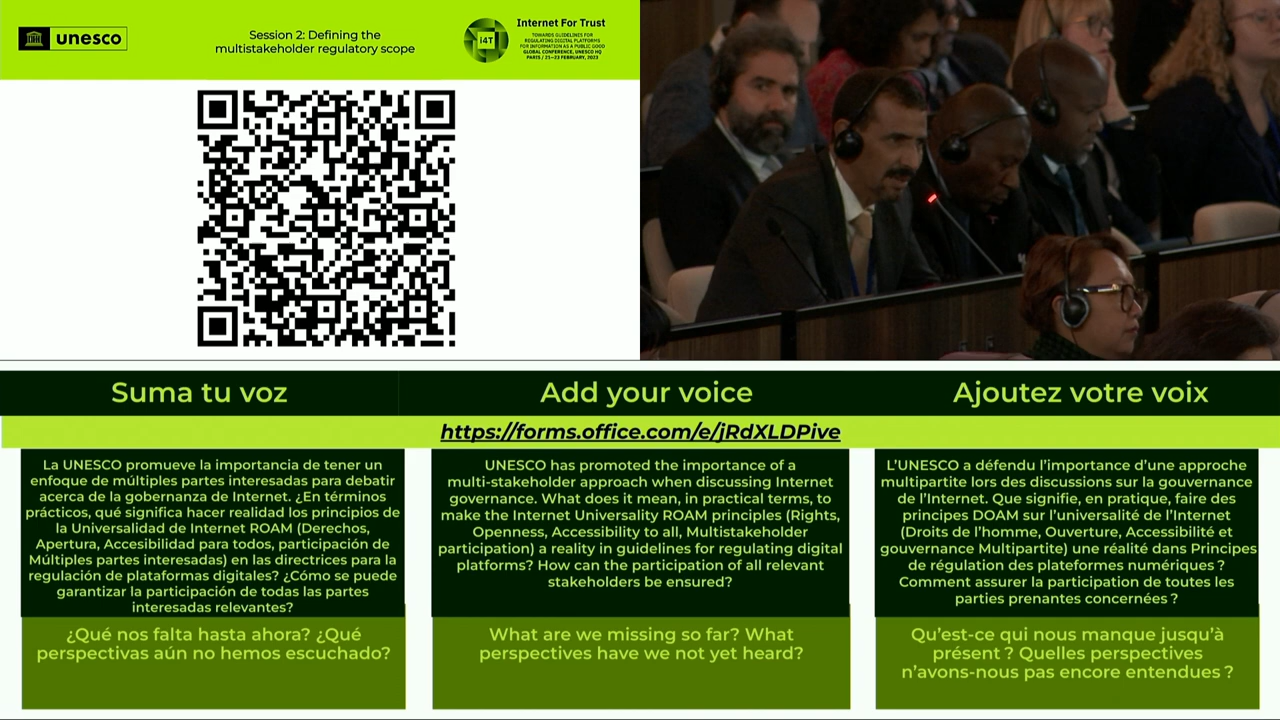 unesco
Session 2: Defining the
multistakeholder regulatory scope
i4T
Internet For Trust
TOWARDS GUIDELINES FOR
REGULATING DIGITAL PLATFORMS
FOR INFORMATION AS A PUBLIC GOOD
GLOBAL CONFERENCE, UNESCO HQ
PARIS / 21–23 FEBRUARY, 2023
Suma tu voz
Add your voice
Ajoutez votre voix
https://forms.office.com/e/jRdXLDPive
La UNESCO promueve la importancia de tener un
enfoque de múltiples partes interesadas para debatir
acerca de la gobernanza de Internet. ¿En términos
prácticos, qué significa hacer realidad los principios de
la Universalidad de Internet ROAM (Derechos,
Apertura, Accesibilidad para todos, participación de
Múltiples partes interesadas) en las directrices para la
regulación de plataformas digitales? ¿Cómo se puede
garantizar la participación de todas las partes
interesadas relevantes?
¿Qué nos falta hasta ahora? ¿Qué
perspectivas aún no hemos escuchado?
UNESCO has promoted the importance of a
multi-stakeholder approach when discussing Internet
governance. What does it mean, in practical terms, to
make the Internet Universality ROAM principles (Rights,
Openness, Accessibility to all, Multistakeholder
participation) a reality in guidelines for regulating digital
platforms? How can the participation of all relevant
stakeholders be ensured?
What are we missing so far? What
perspectives have we not yet heard?
L’UNESCO a défendu l’importance d’une approche
multipartite lors des discussions sur la gouvernance
de l’Internet. Que signifie, en pratique, faire des
principes DOAM sur l’universalité de l’Internet
(Droits de l’homme, Ouverture, Accessibilité et
gouvernance Multipartite) une réalité dans Principes
de régulation des plateformes numériques ?
Comment assurer la participation de toutes les
parties prenantes concernées ?
Qu’est-ce qui nous manque jusqu’à
présent ? Quelles perspectives
n’avons-nous pas encore entendues ?